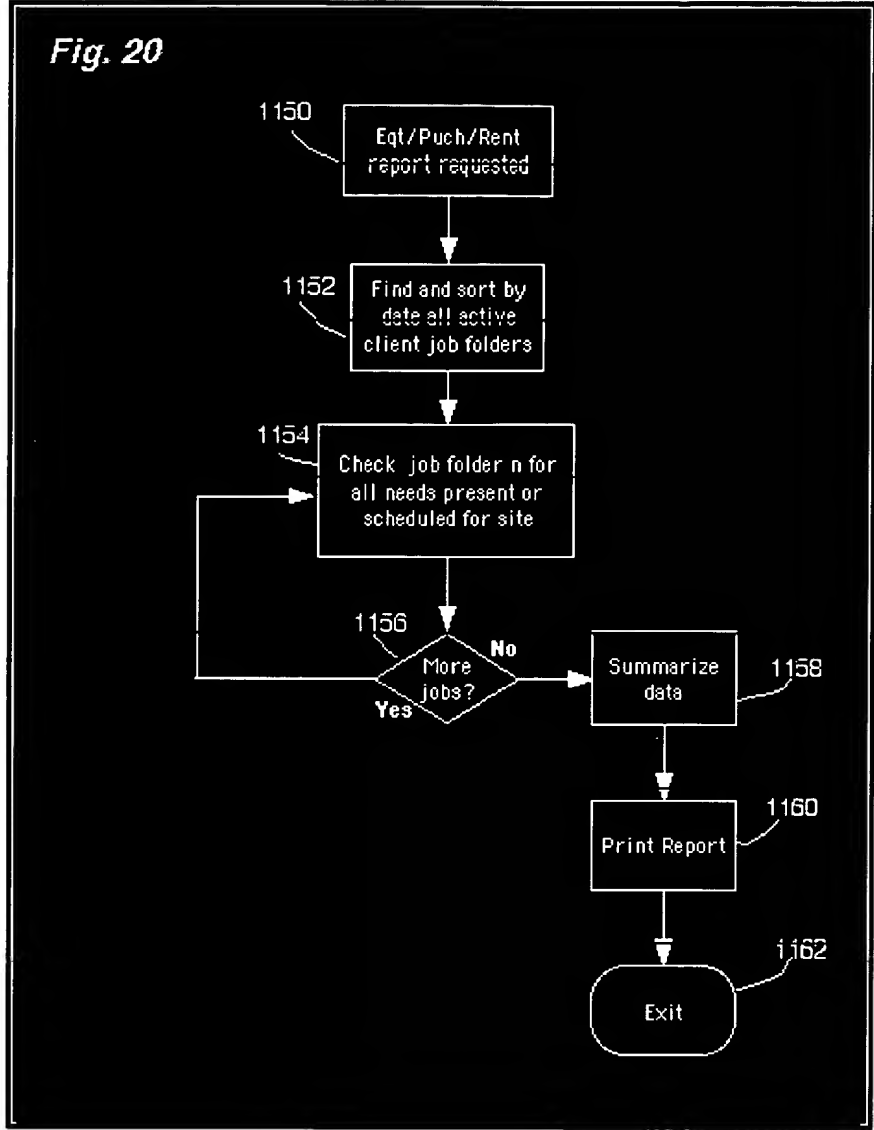 Fig. 20
1150
Eqt/Puch/Rent
report requested
1152
Find and sort by
date all active
client job folders
1154
Check job folder n for
all needs present or
scheduled for site
1156
More
jobs?
No
Yes
Summarize
data
1158
Print Report
1160
Exit
1162